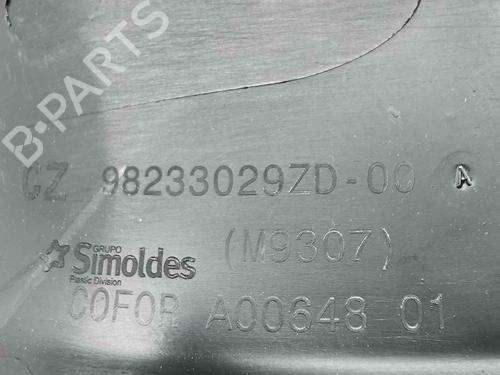 B-PARTS
CZ 98233029ZD-00 A
GRUPO
Simoldes
Plastic Division
(M9307)
COFOR A00648 01